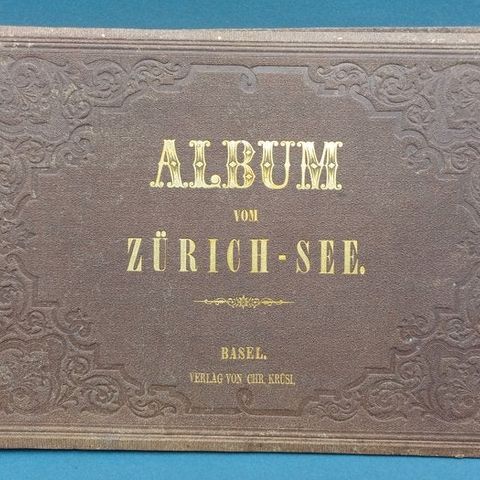 ALBUM
VOM
ZÜRICH-SEE.
BASEL.
VERLAG VON CHR. KRÜSI.